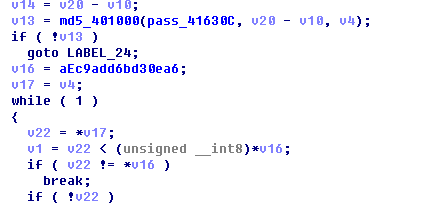 v14 = v20 - v10;
v13 = md5_401000(pass_41630C, v20 - v10, v4);
if ( !v13 )
goto LABEL_24;
v16 = aEc9add6bd30ea6;
v17 = v4;
while ( 1 )
{
v22 = *v17;
v1 = v22 < (unsigned __int8)*v16;
if ( v22 != *v16 )
break;
if ( !v22 )